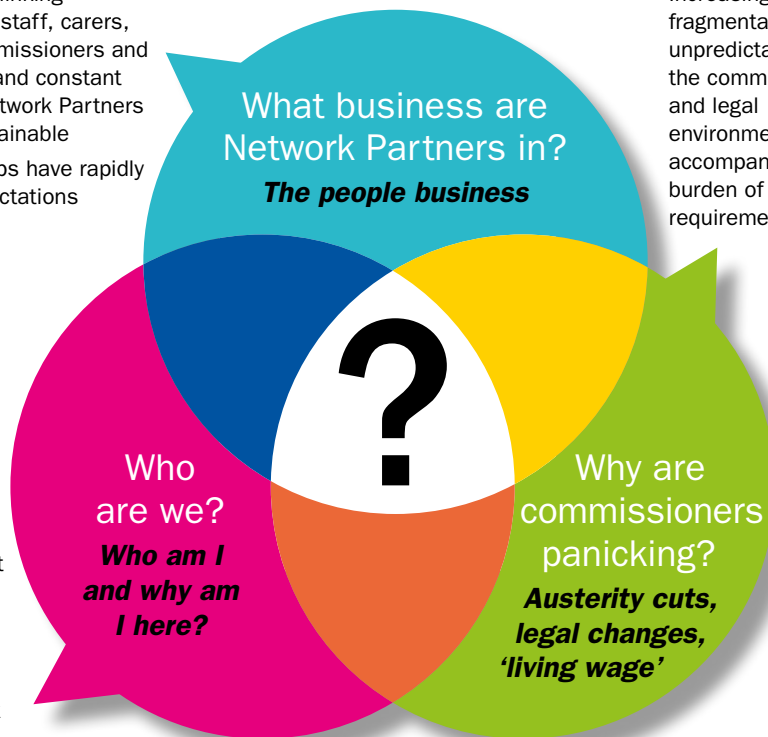 staff, carers,
missioners and
and constant
twork Partners
ainable
ps have rapidly
ctations
fragmenta
unpredicta
the comm
and legal
environme
accompan
burden of
requireme
What business are
Network Partners in?
The people business
?
Who
are we?
Who am I
and why am
I here?
Why are
commissioners
panicking?
Austerity cuts,
legal changes,
‘living wage’
t